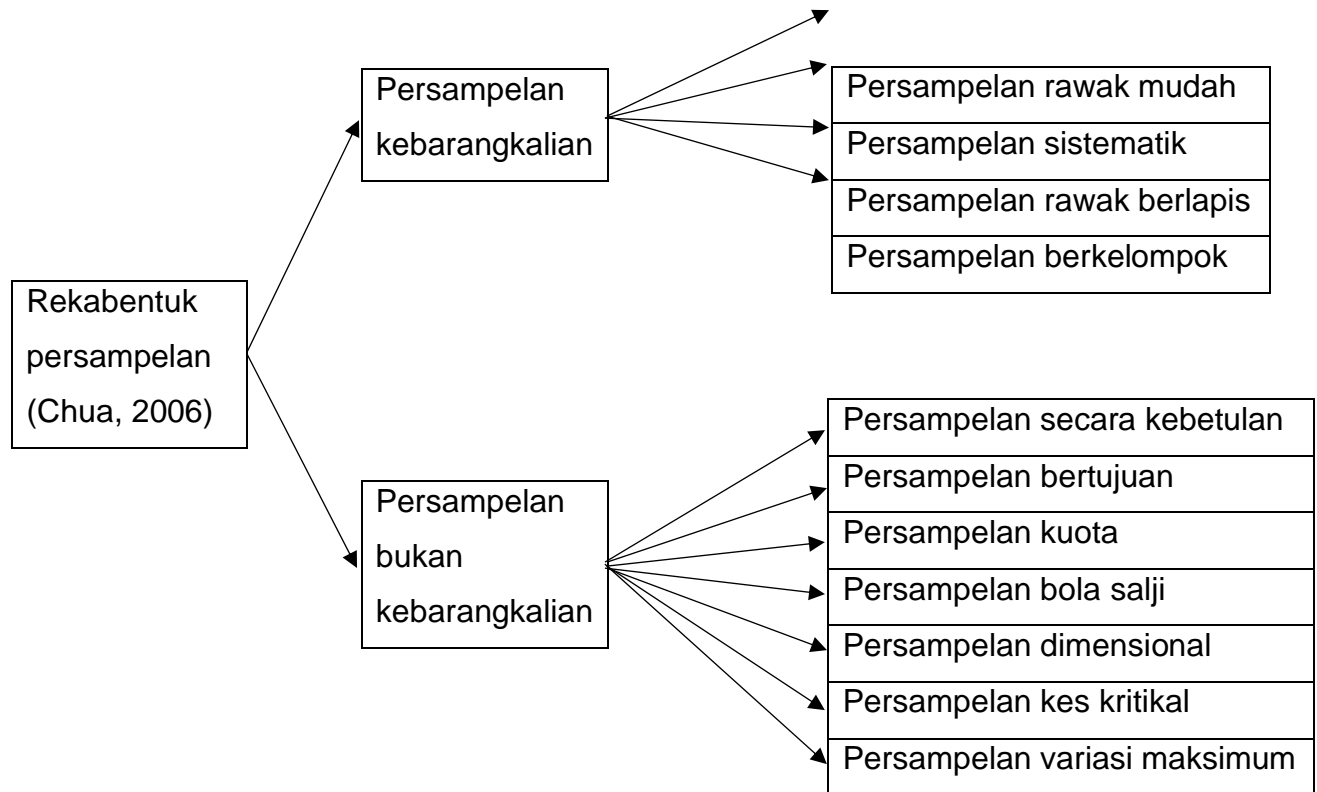 Rekabentuk
persampelan
(Chua, 2006)
Persampelan
kebarangkalian
Persampelan rawak mudah
Persampelan sistematik
Persampelan rawak berlapis
Persampelan berkelompok
Persampelan
bukan
kebarangkalian
Persampelan secara kebetulan
Persampelan bertujuan
Persampelan kuota
Persampelan bola salji
Persampelan dimensional
Persampelan kes kritikal
Persampelan variasi maksimum